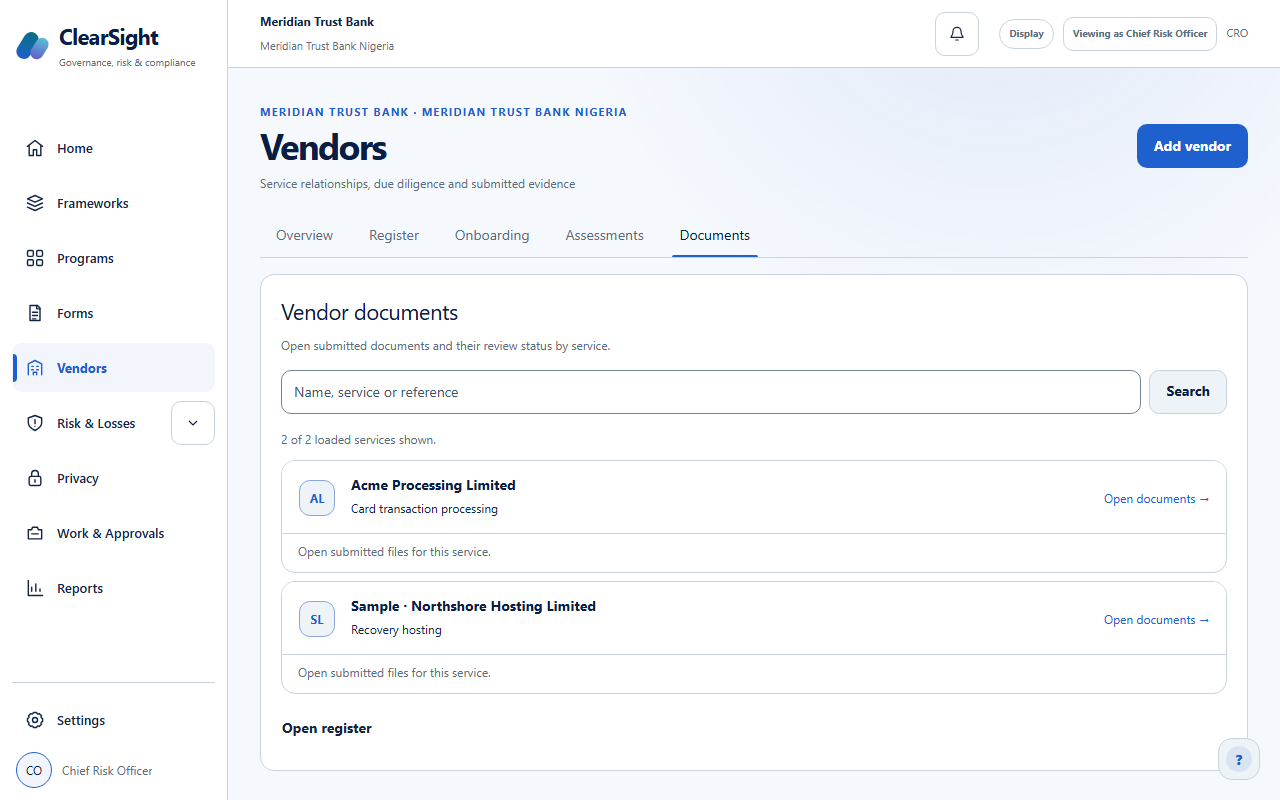 ClearSight
Governance, risk & compliance
Meridian Trust Bank
Meridian Trust Bank Nigeria
Display
Viewing as Chief Risk Officer
CRO
Home
Frameworks
Programs
Forms
Vendors
Risk & Losses
Privacy
Work & Approvals
Reports
Settings
CO
Chief Risk Officer
MERIDIAN TRUST BANK · MERIDIAN TRUST BANK NIGERIA
Vendors
Service relationships, due diligence and submitted evidence
Add vendor
Overview
Register
Onboarding
Assessments
Documents
Vendor documents
Open submitted documents and their review status by service.
Name, service or reference
Search
2 of 2 loaded services shown.
AL
Acme Processing Limited
Card transaction processing
Open documents →
Open submitted files for this service.
SL
Sample · Northshore Hosting Limited
Recovery hosting
Open documents →
Open submitted files for this service.
Open register
?